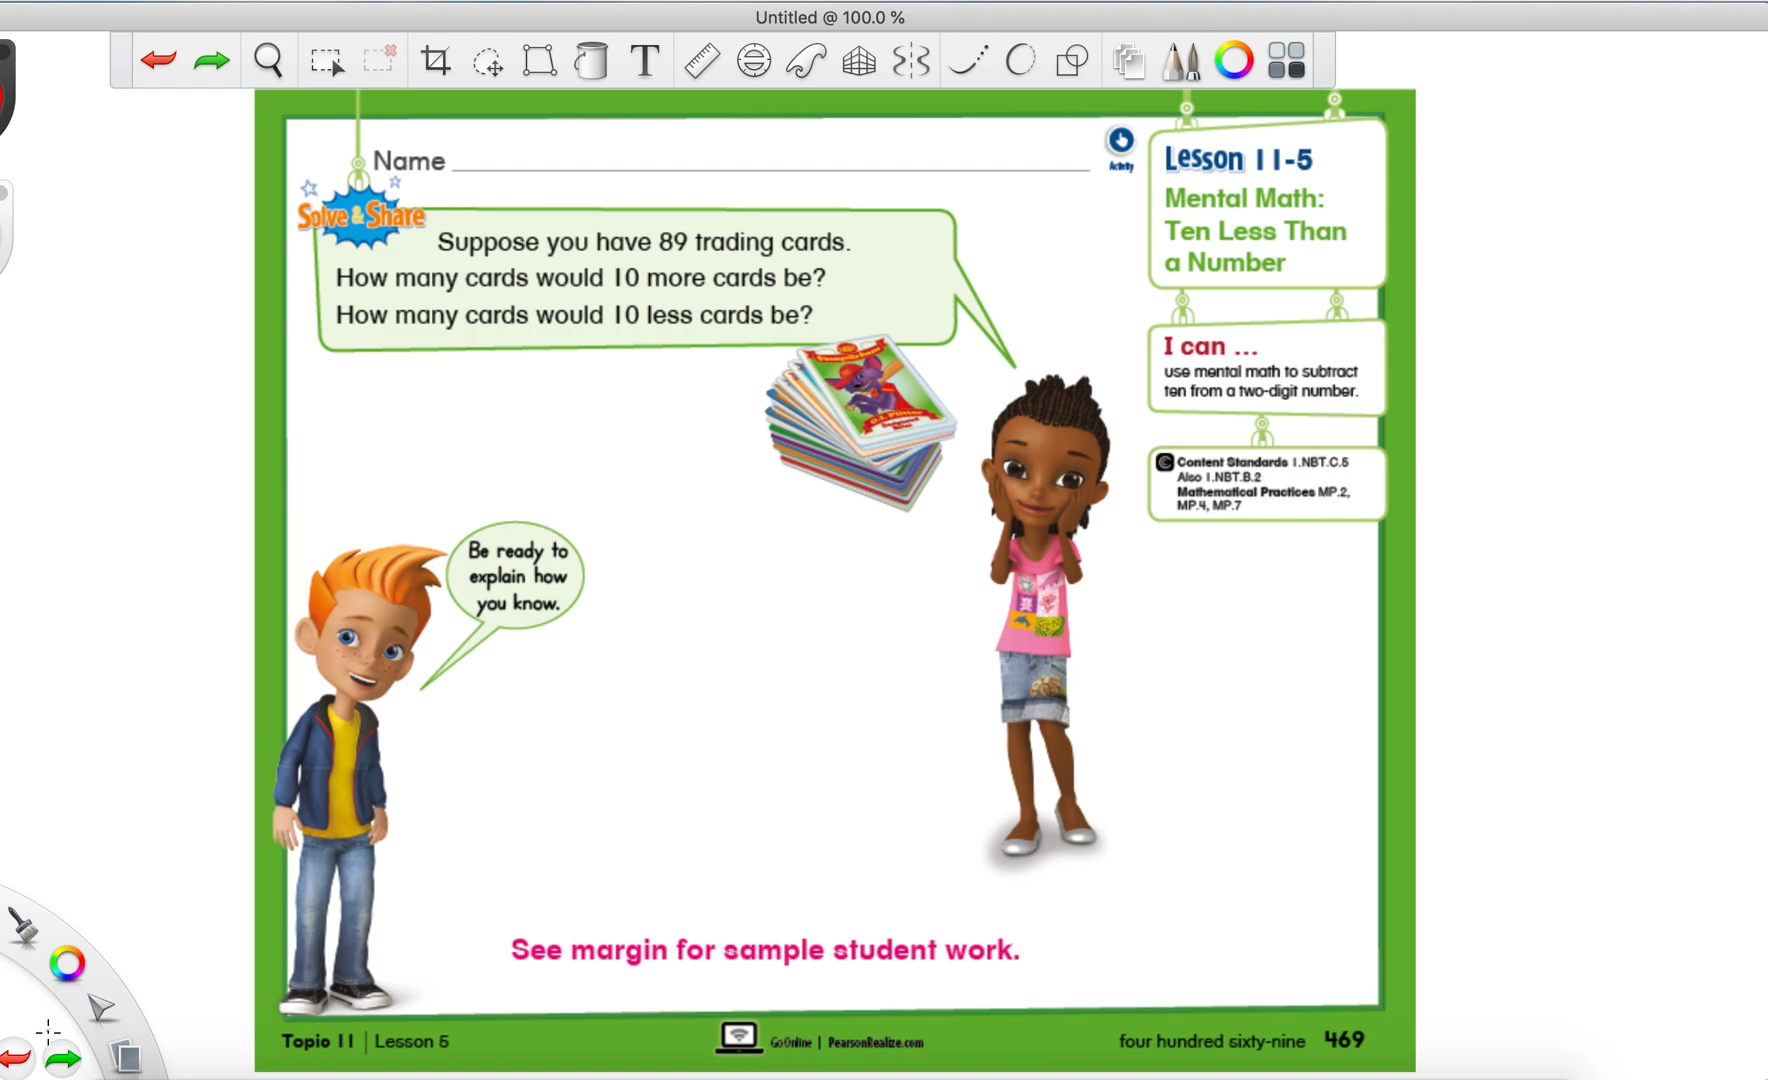 Untitled @ 100.0 %
T
Name
Activity
Lesson 11-5
Mental Math:
Ten Less Than
a Number
Solve & Share
Suppose you have 89 trading cards.
How many cards would 10 more cards be?
How many cards would 10 less cards be?
I can ...
use mental math to subtract
ten from a two-digit number.
Content Standards 1.NBT.C.5
Also 1.NBT.B.2
Mathematical Practices MP.2,
MP.4, MP.7
Be ready to
explain how
you know.
See margin for sample student work.
Topic 11 | Lesson 5
Go Online | PearsonRealize.com
four hundred sixty-nine 469